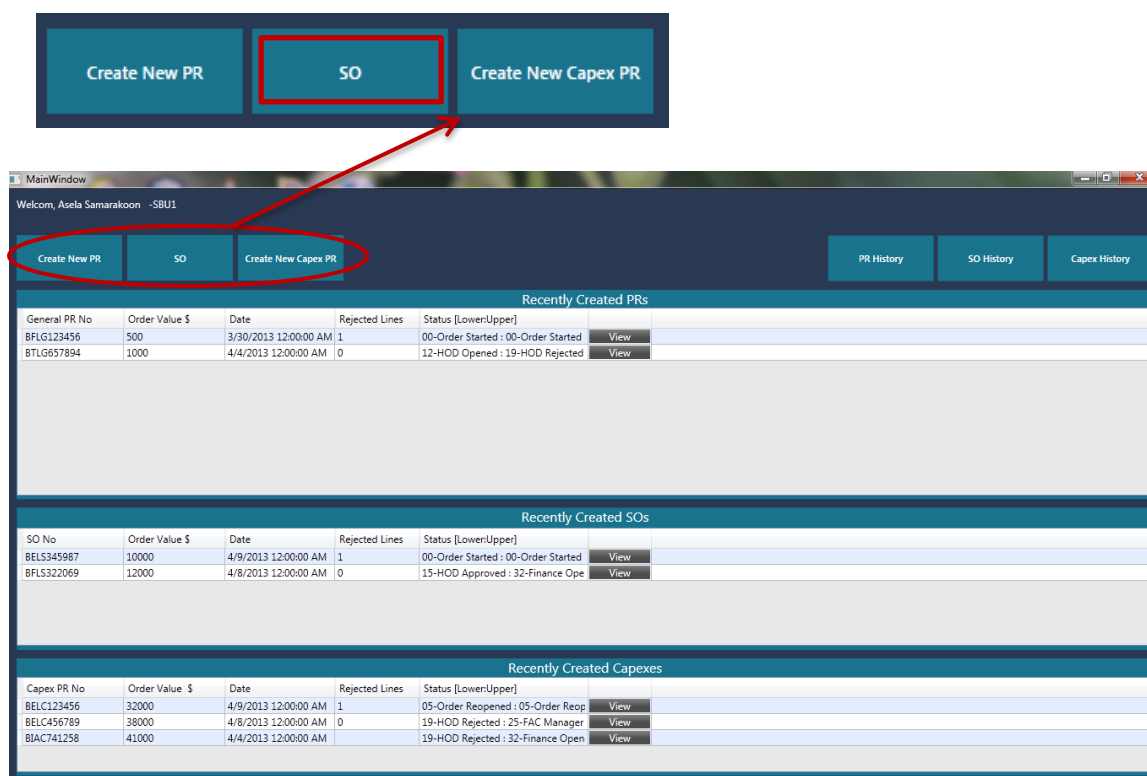 Create New PR SO Create New Capex PR
MainWindow
Welcom, Asela Samarakoon -SBU1
Create New PR SO Create New Capex PR PR History SO History Capex History
Recently Created PRs
General PR No Order Value $ Date Rejected Lines Status [Lower:Upper]
BFLG123456 500 3/30/2013 12:00:00 AM 1 00-Order Started : 00-Order Started View
BTLG657894 1000 4/4/2013 12:00:00 AM 0 12-HOD Opened : 19-HOD Rejected View
Recently Created SOs
SO No Order Value $ Date Rejected Lines Status [Lower:Upper]
BELS345987 10000 4/9/2013 12:00:00 AM 1 00-Order Started : 00-Order Started View
BFLS322069 12000 4/8/2013 12:00:00 AM 0 15-HOD Approved : 32-Finance Ope View
Recently Created Capexes
Capex PR No Order Value $ Date Rejected Lines Status [Lower:Upper]
BELC123456 32000 4/9/2013 12:00:00 AM 1 05-Order Reopened : 05-Order Reop View
BELC456789 38000 4/8/2013 12:00:00 AM 0 19-HOD Rejected : 25-FAC Manager View
BIAC741258 41000 4/4/2013 12:00:00 AM 19-HOD Rejected : 32-Finance Open View